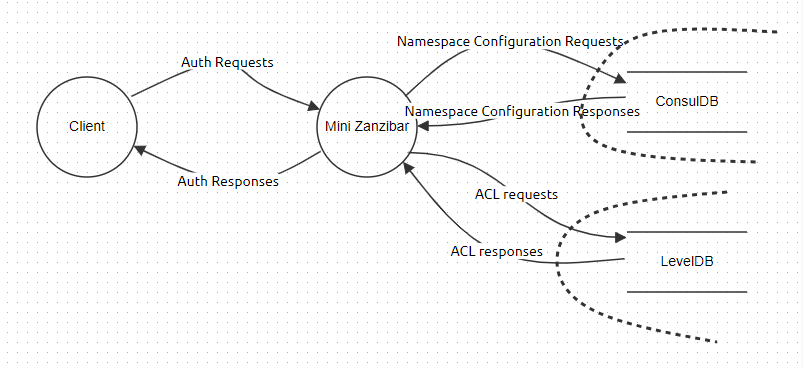 Namespace Configuration Requests
Auth Requests
ConsulDB
Namespace Configuration Responses
Client
Mini Zanzibar
Auth Responses
ACL requests
ACL responses
LevelDB